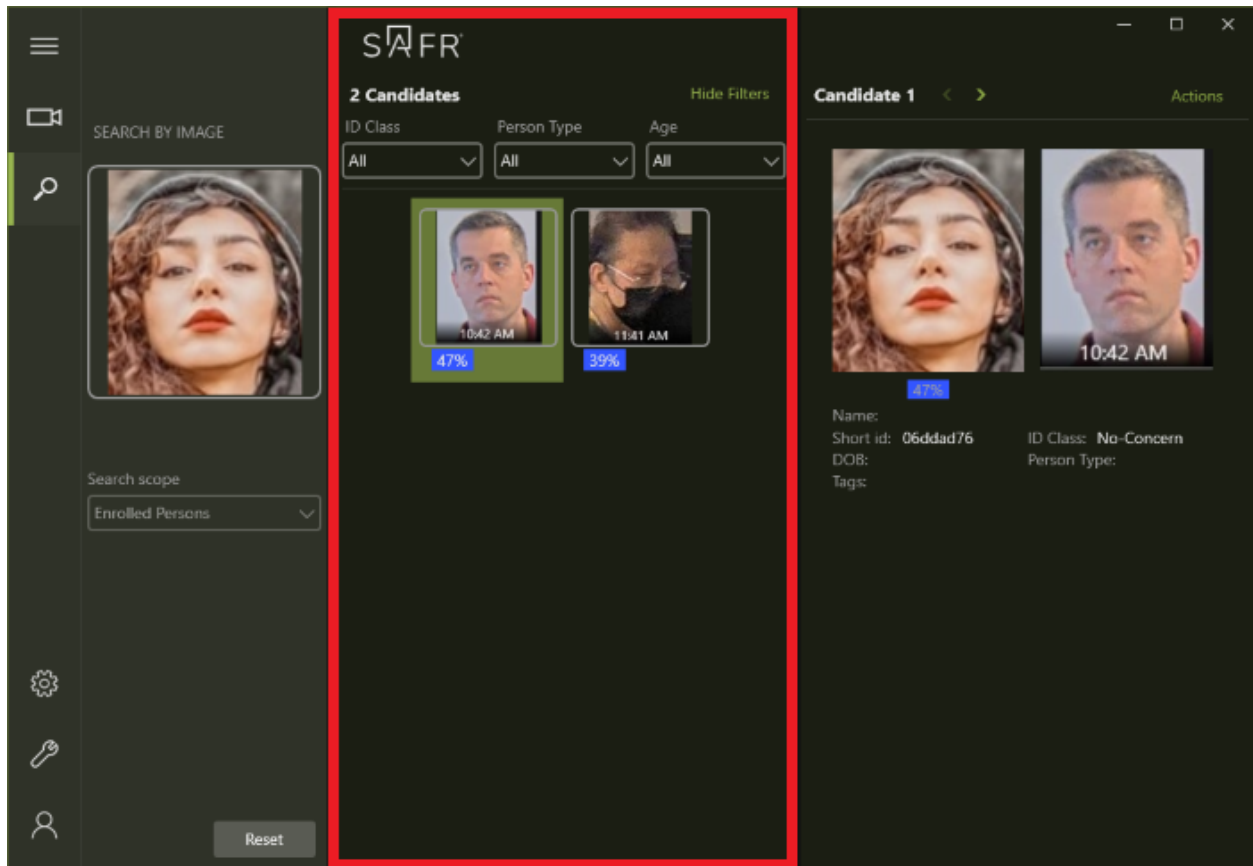 SEARCH BY IMAGE
Search scope
Enrolled Persons
Reset
SAFR
2 Candidates
Hide Filters
ID Class
Person Type
Age
All
All
All
10:42 AM
11:41 AM
47%
39%
Candidate 1
Actions
10:42 AM
47%
Name:
Short id: 06ddad76
ID Class: No-Concern
DOB:
Person Type:
Tags: